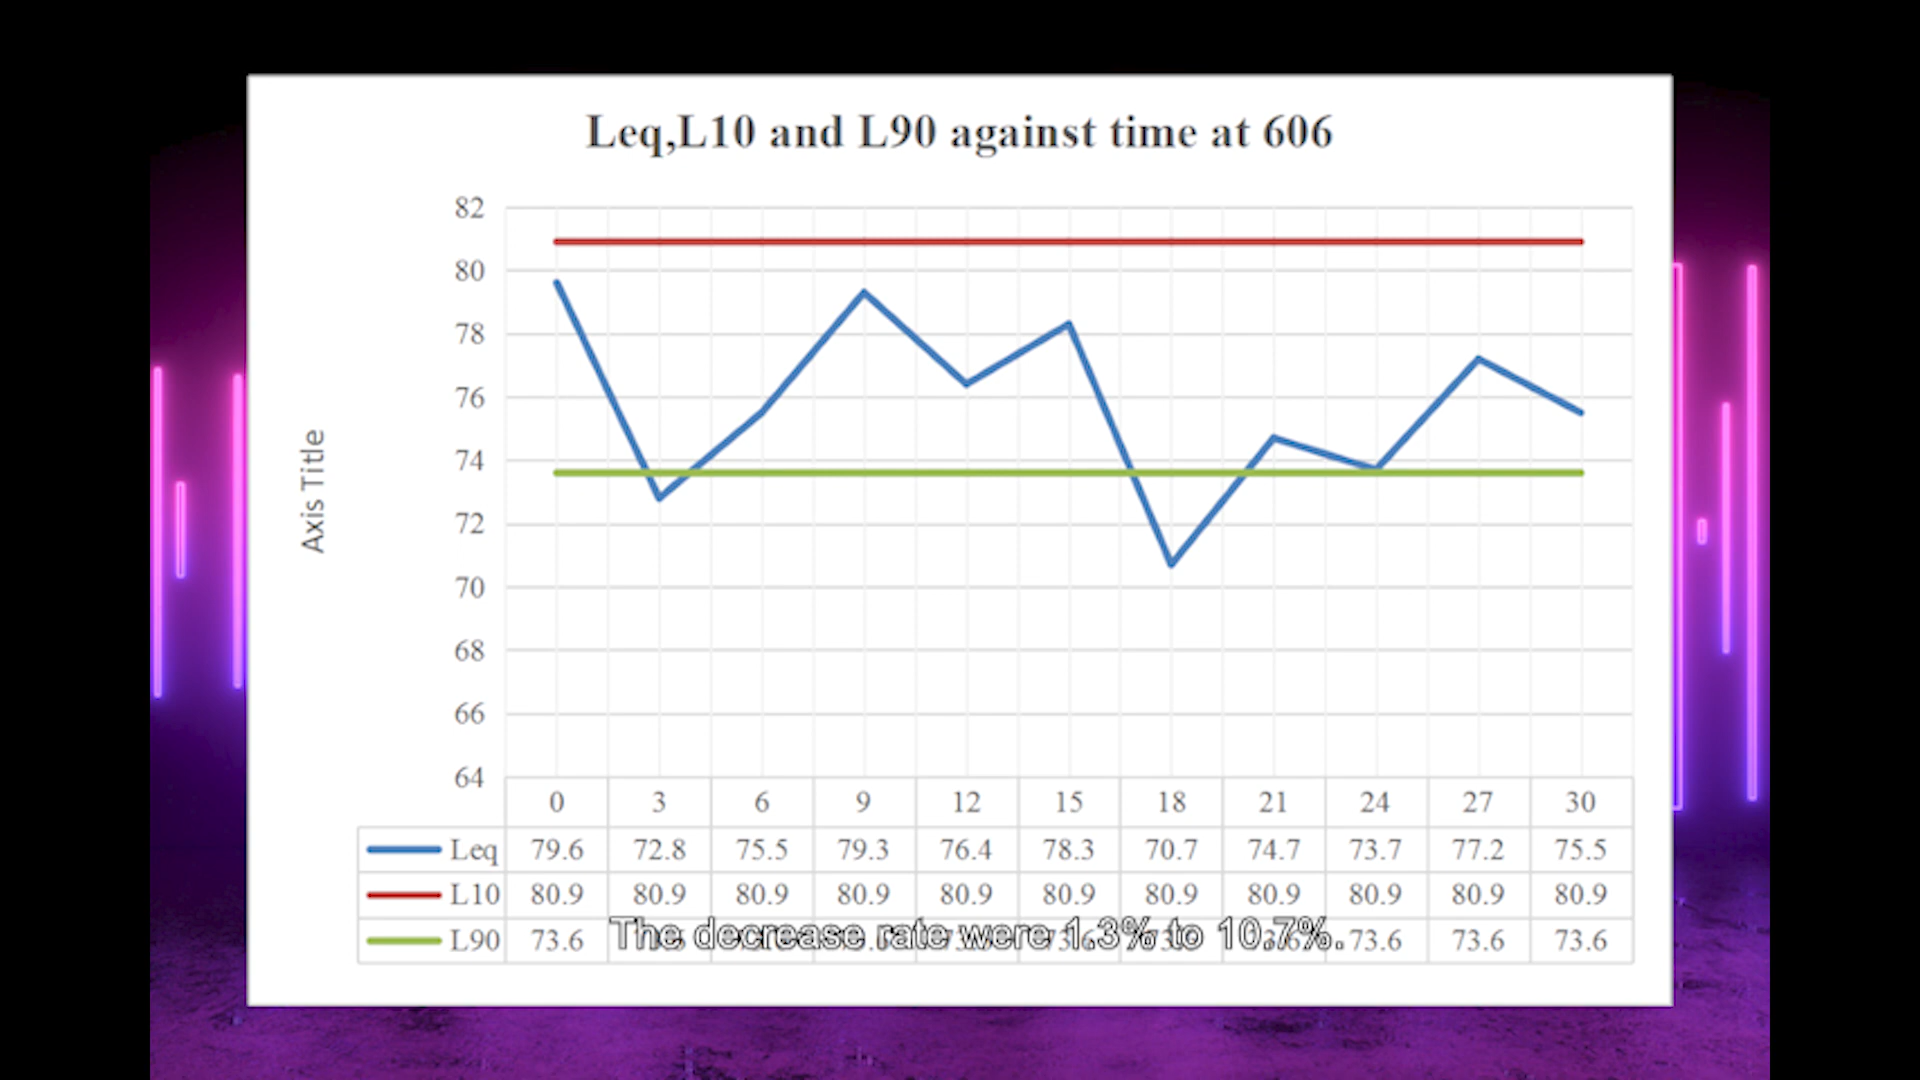 Leq,L10 and L90 against time at 606
82
80
78
76
74
72
70
68
66
64
Axis Title
0 3 6 9 12 15 18 21 24 27 30
Leq 79.6 72.8 75.5 79.3 76.4 78.3 70.7 74.7 73.7 77.2 75.5
L10 80.9 80.9 80.9 80.9 80.9 80.9 80.9 80.9 80.9 80.9 80.9
L90 73.6 73.6 73.6 73.6
The decrease rate were 1.3% to 10.7%.